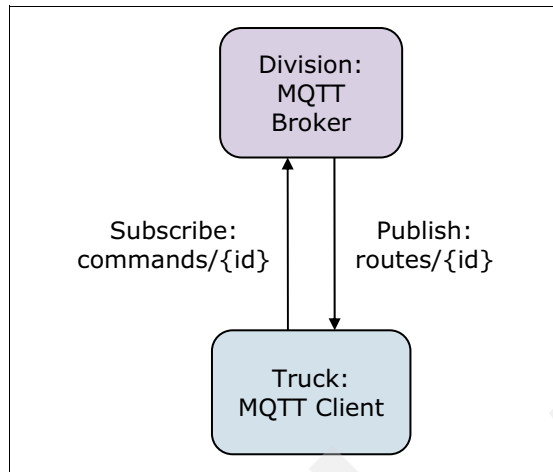 Division:
MQTT
Broker
Subscribe:
commands/{id}
Publish:
routes/{id}
Truck:
MQTT Client